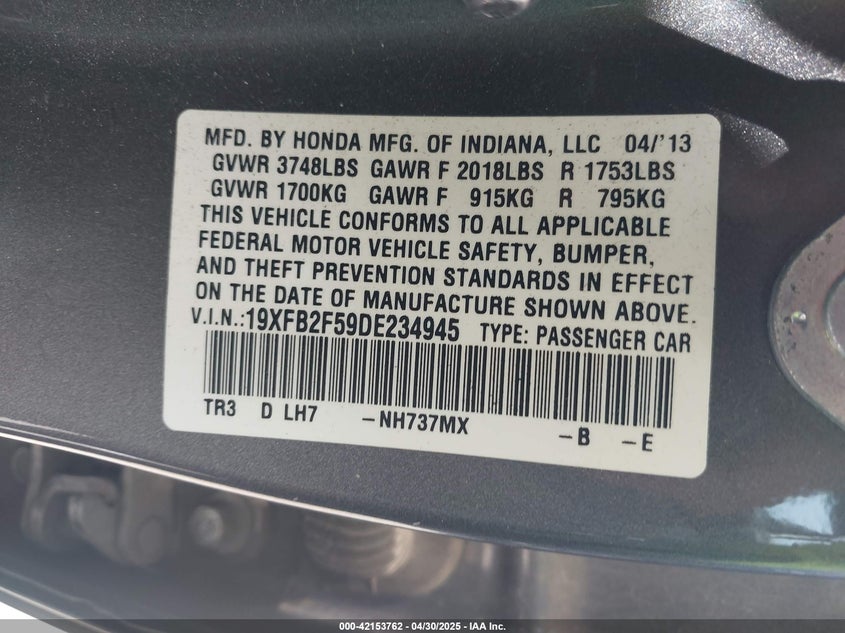 MFD. BY HONDA MFG. OF INDIANA, LLC 04/'13
GVWR 3748LBS GAWR F 2018LBS R 1753LBS
GVWR 1700KG GAWR F 915KG R 795KG
THIS VEHICLE CONFORMS TO ALL APPLICABLE
FEDERAL MOTOR VEHICLE SAFETY, BUMPER,
AND THEFT PREVENTION STANDARDS IN EFFECT
ON THE DATE OF MANUFACTURE SHOWN ABOVE.
V.I.N.:19XFB2F59DE234945 TYPE: PASSENGER CAR
TR3 D LH7 -NH737MX -B -E
000-42153762 - 04/30/2025 - IAA Inc.